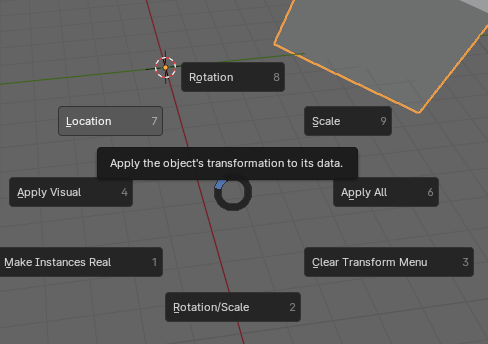 Rotation 8
Location 7
Scale 9
Apply the object's transformation to its data.
Apply Visual 4
Apply All 6
Make Instances Real 1
Clear Transform Menu 3
Rotation/Scale 2